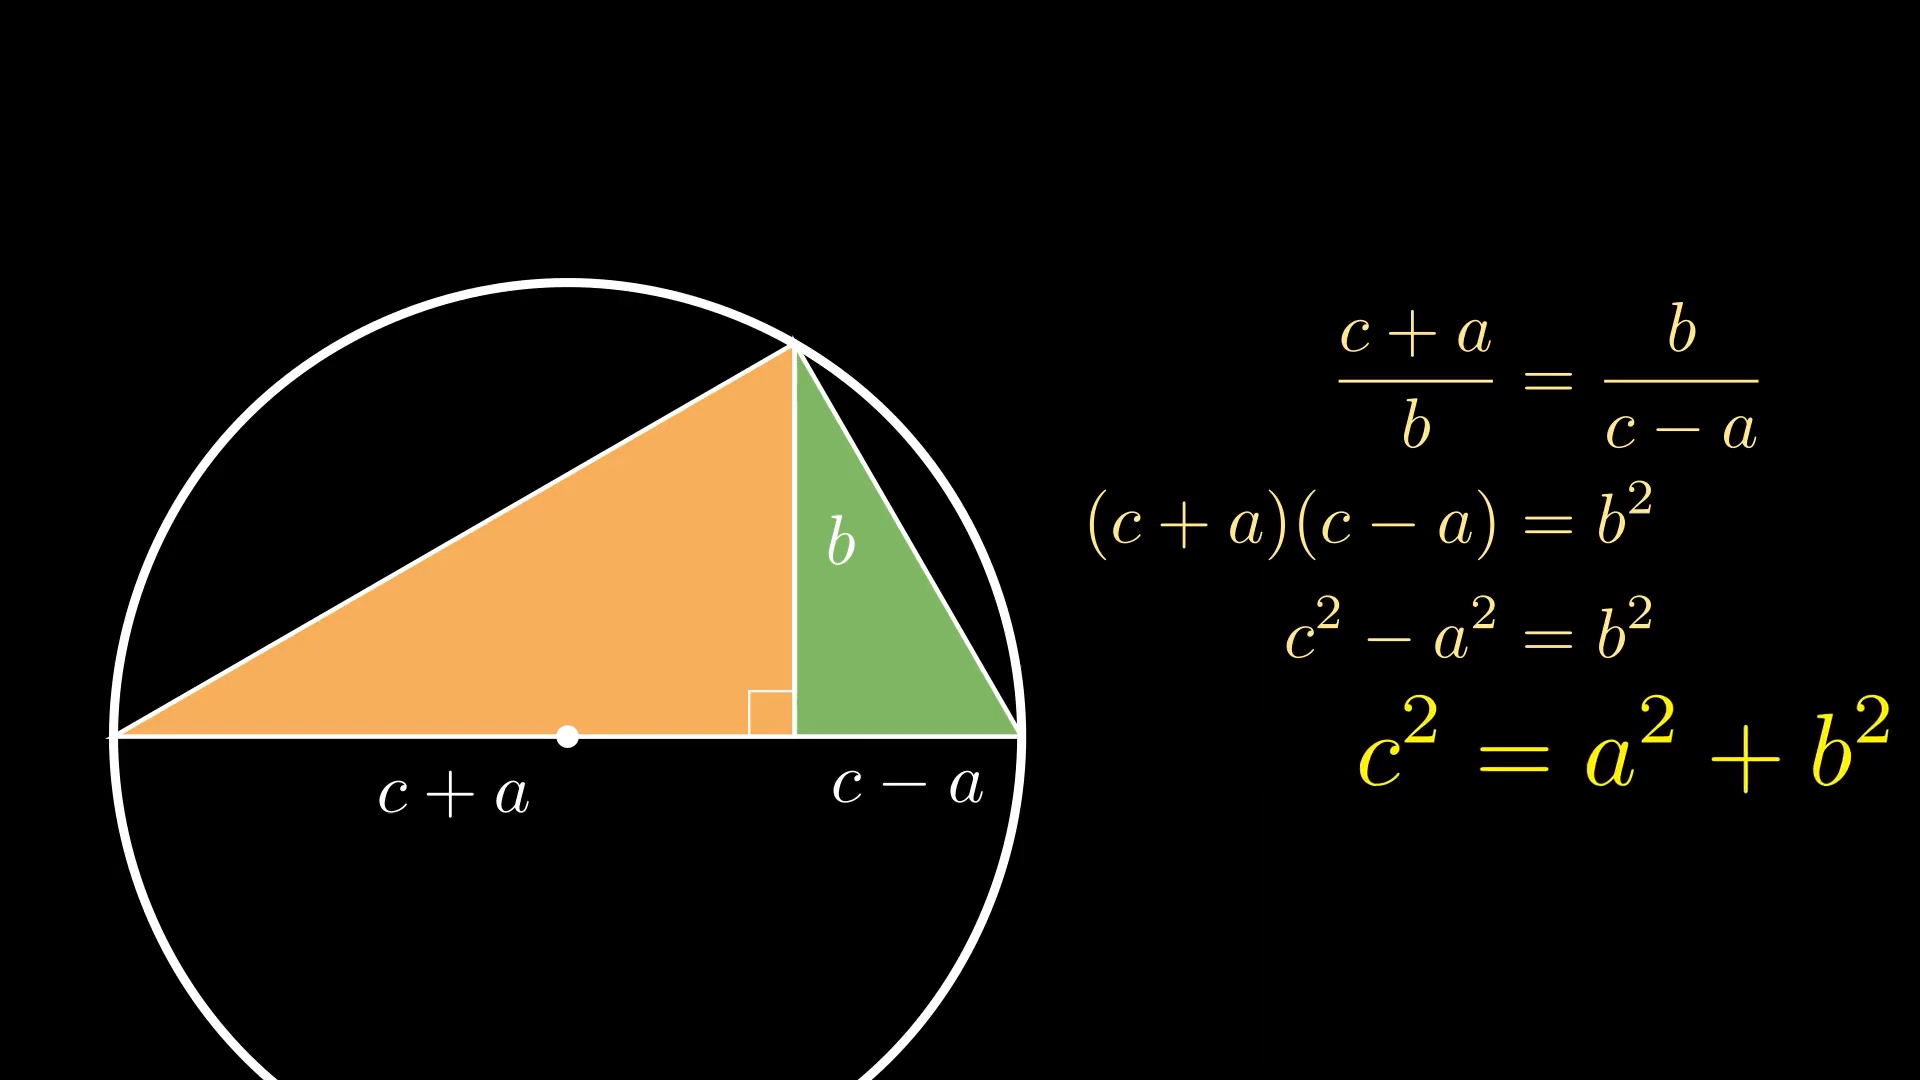 b
c + a
c − a
(c + a)/b = b/(c − a)
(c + a)(c − a) = b²
c² − a² = b²
c² = a² + b²